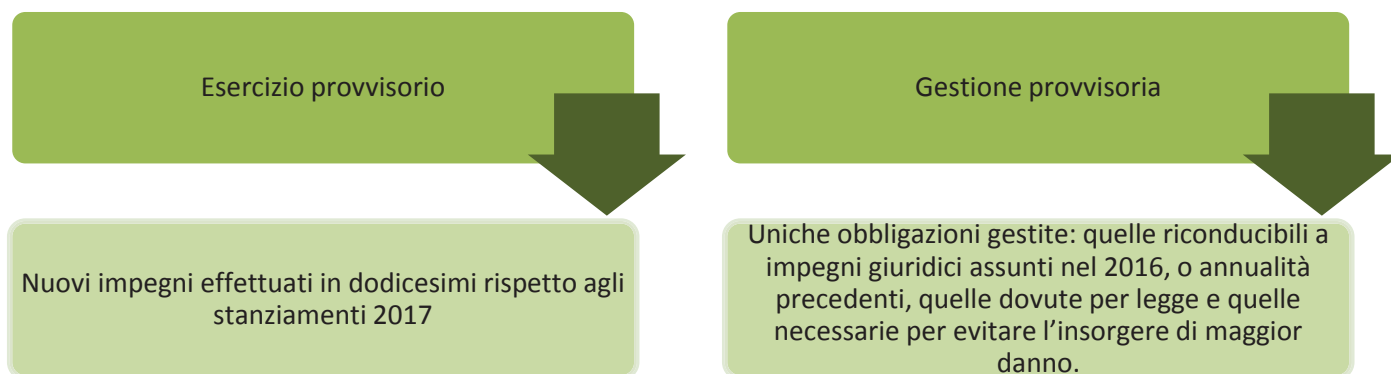 Esercizio provvisorio
Nuovi impegni effettuati in dodicesimi rispetto agli
stanziamenti 2017
Gestione provvisoria
Uniche obbligazioni gestite: quelle riconducibili a
impegni giuridici assunti nel 2016, o annualità
precedenti, quelle dovute per legge e quelle
necessarie per evitare l’insorgere di maggior
danno.